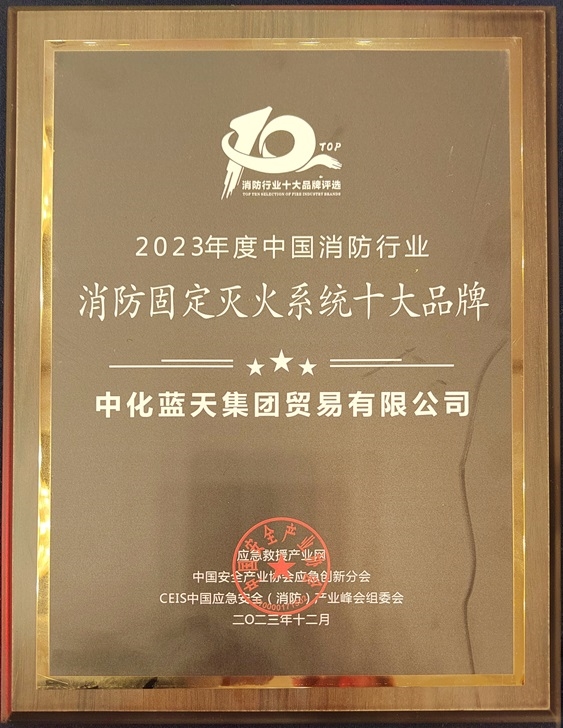 TOP
消防行业十大品牌评选
TOP TEN SELECTION OF FIRE INDUSTRY BRANDS
2023年度中国消防行业
消防固定灭火系统十大品牌
中化蓝天集团贸易有限公司
应急救援产业网
中国安全产业协会应急创新分会
CEIS中国应急安全（消防）产业峰会组委会
二〇二三年十二月